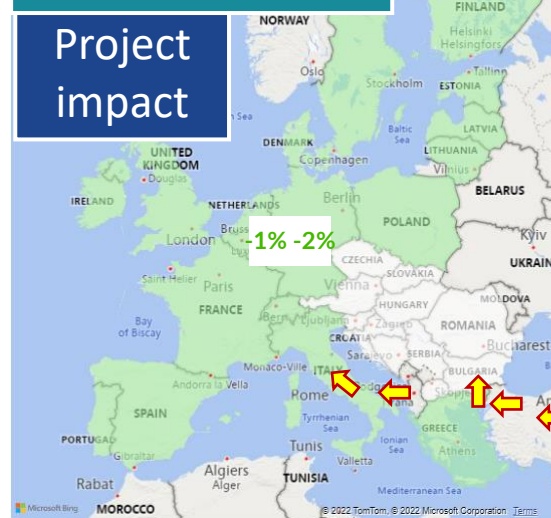 Project
impact
NORWAY
FINLAND
Helsinki
Helsingfors
Oslo
Stockholm
Tallinn
ESTONIA
Sea
Baltic
Sea
LATVIA
DENMARK
Copenhagen
LITHUANIA
Vilnius
UNITED
KINGDOM
Douglas
IRELAND
NETHERLANDS
Berlin
BELARUS
POLAND
London
Bruss
-1% -2%
Kyiv
UKRAIN
CZECHIA
SLOVAKIA
Saint Helier
Paris
Vienna
MOLDOVA
HUNGARY
FRANCE
Bern
Ljubljana
Zagreb
ROMANIA
Bay
of Biscay
CROATIA
Bucharest
Sarajevo
SERBIA
Monaco-Ville
ITALY
BULGARIA
Andorra la Vella
Rome
Podgo
Skopje
Tirana
SPAIN
Tyrrhenian
Sea
GREECE
PORTUGAL
Ionian
Sea
Athens
Gibraltar
Tunis
Valletta
Algiers
Alger
Rabat
TUNISIA
Mediterranean Sea
Microsoft Bing
MOROCCO
© 2022 TomTom, © 2022 Microsoft Corporation Terms